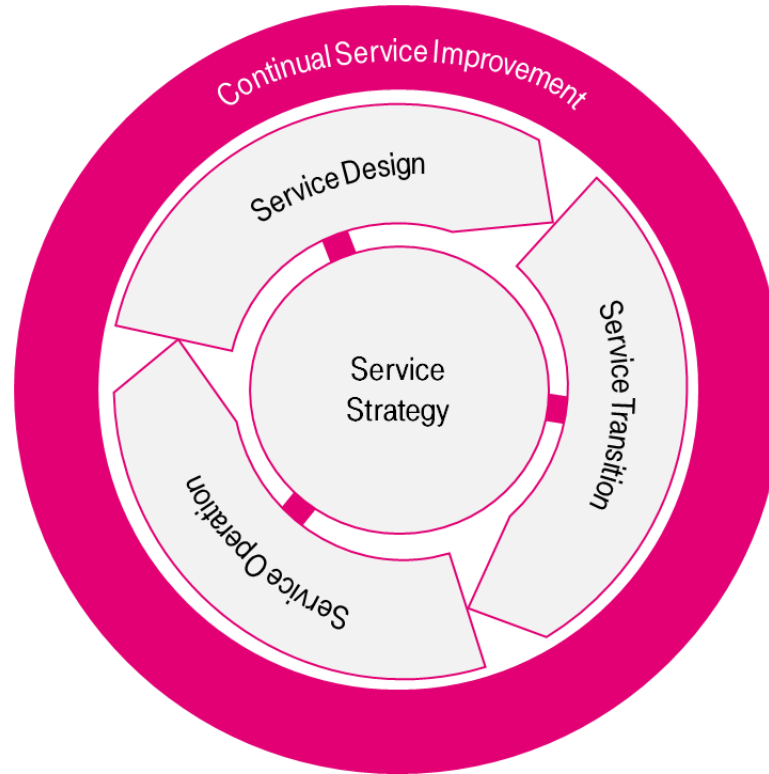 Continual Service Improvement
Service Design
Service Transition
Service Operation
Service
Strategy